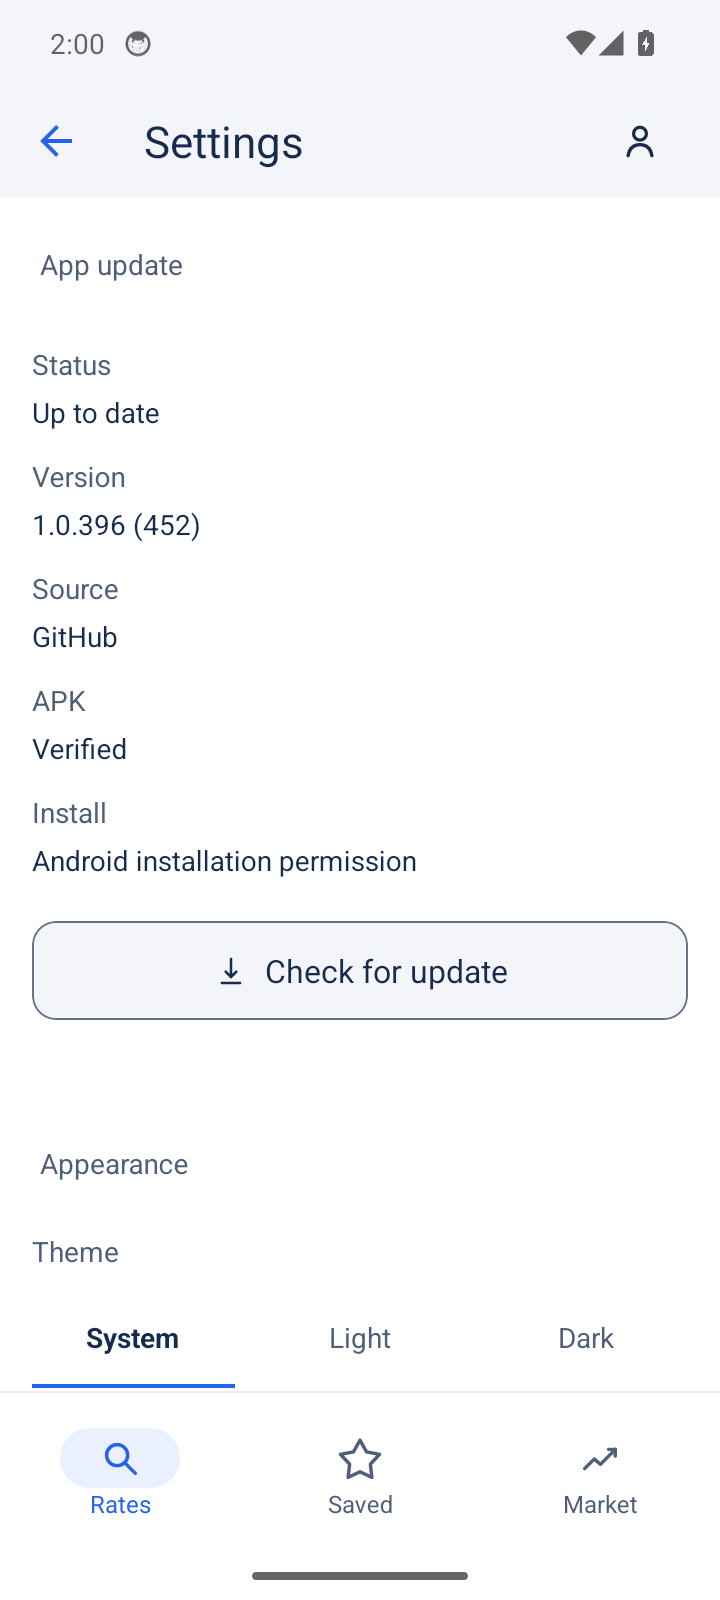 2:00
Settings
App update
Status
Up to date
Version
1.0.396 (452)
Source
GitHub
APK
Verified
Install
Android installation permission
Check for update
Appearance
Theme
System Light Dark
Rates Saved Market